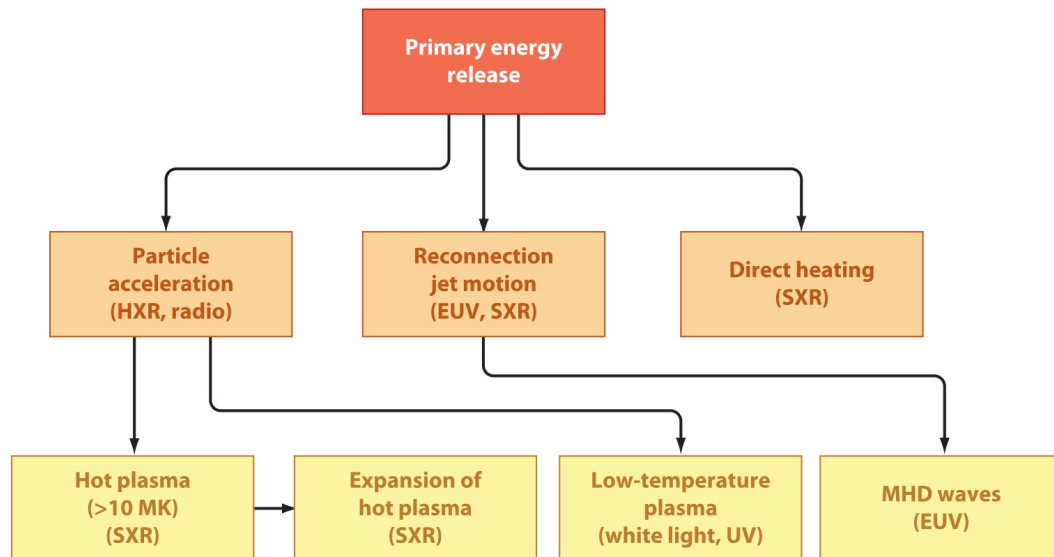 Primary energy
release
Particle
acceleration
(HXR, radio)
Reconnection
jet motion
(EUV, SXR)
Direct heating
(SXR)
Hot plasma
(>10 MK)
(SXR)
Expansion of
hot plasma
(SXR)
Low-temperature
plasma
(white light, UV)
MHD waves
(EUV)